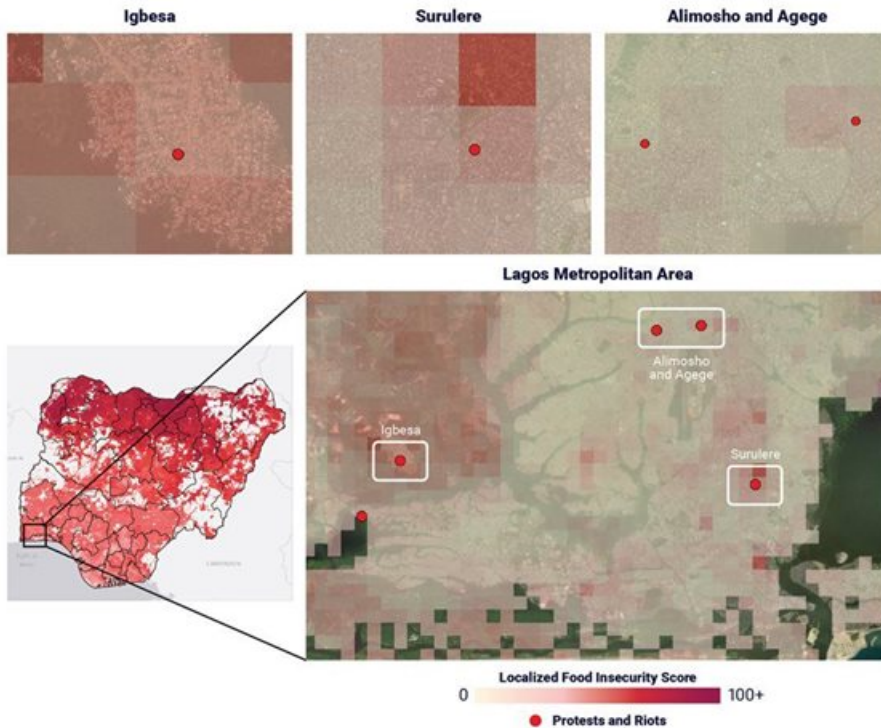 Igbesa
Surulere
Alimosho and Agege
Lagos Metropolitan Area
Alimosho
and Agege
Igbesa
Surulere
Localized Food Insecurity Score
0
100+
Protests and Riots